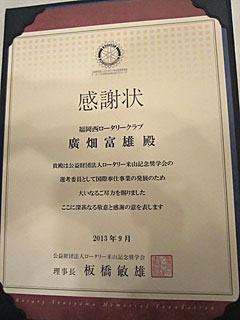 感謝状
福岡西ロータリークラブ
廣畑富雄 殿
貴殿は公益財団法人ロータリー米山記念奨学会の
選考委員として国際奉仕事業の発展のため
大いなるご尽力を賜りました
ここに深甚なる敬意と感謝の意を表します
2013年9月
公益財団法人ロータリー米山記念奨学会
理事長 板橋敏雄
Rotary Yoneyama Memorial Foundation